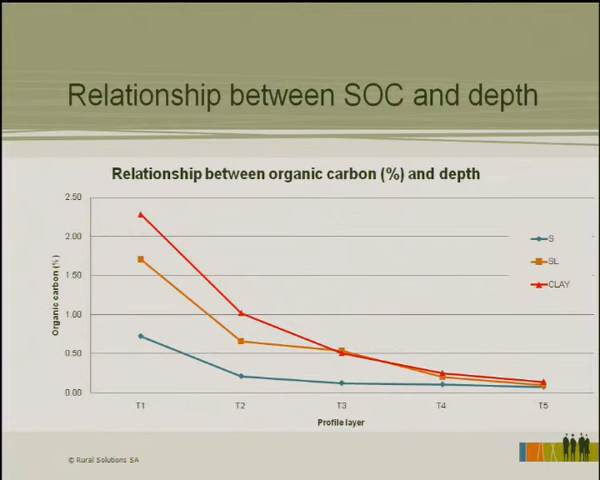 Relationship between SOC and depth
Relationship between organic carbon (%) and depth
2.50
2.00
1.50
1.00
0.50
0.00
Organic carbon (%)
S
SL
CLAY
T1 T2 T3 T4 T5
Profile layer
© Rural Solutions SA